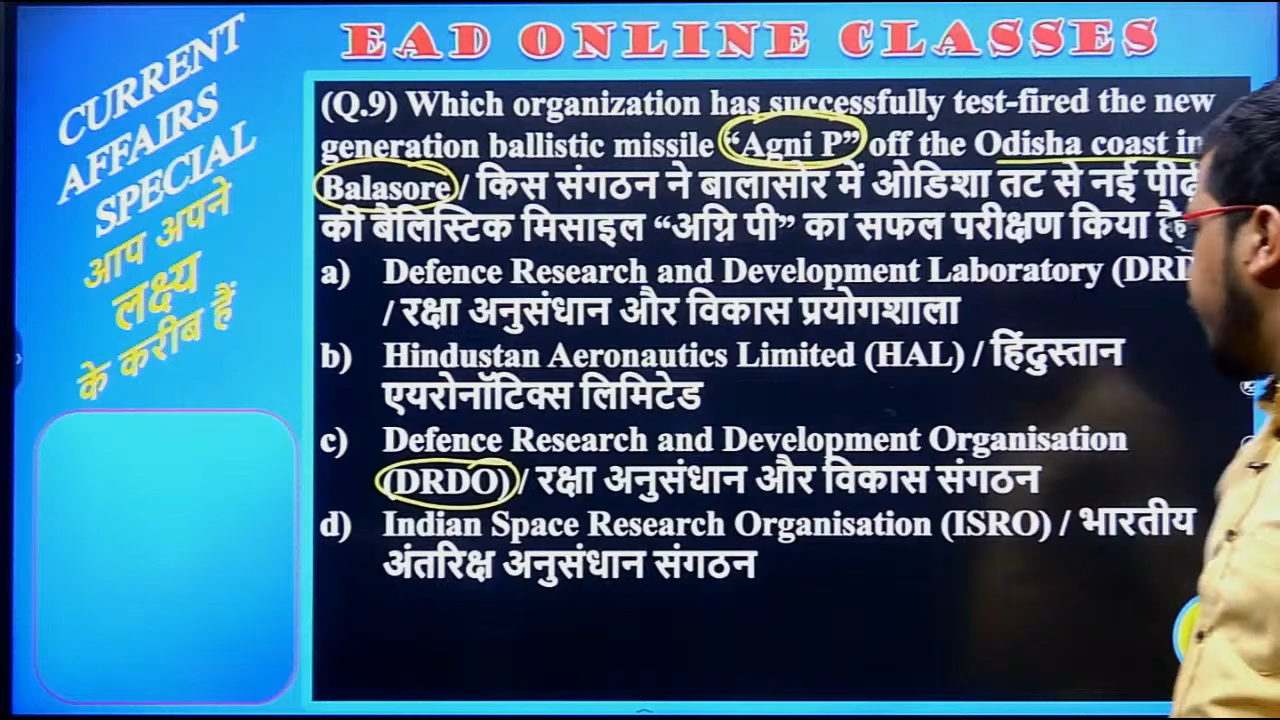 EAD ONLINE CLASSES
CURRENT
AFFAIRS
SPECIAL
आप अपने
लक्ष्य
के करीब हैं
(Q.9) Which organization has successfully test-fired the new
generation ballistic missile “Agni P” off the Odisha coast in
Balasore / किस संगठन ने बालासोर में ओडिशा तट से नई
की बैलिस्टिक मिसाइल “अग्नि पी” का सफल परीक्षण किया है
a) Defence Research and Development Laboratory
/ रक्षा अनुसंधान और विकास प्रयोगशाला
b) Hindustan Aeronautics Limited (HAL) / हिंदुस्तान
एयरोनॉटिक्स लिमिटेड
c) Defence Research and Development Organisation
(DRDO) / रक्षा अनुसंधान और विकास संगठन
d) Indian Space Research Organisation (ISRO) / भारतीय
अंतरिक्ष अनुसंधान संगठन